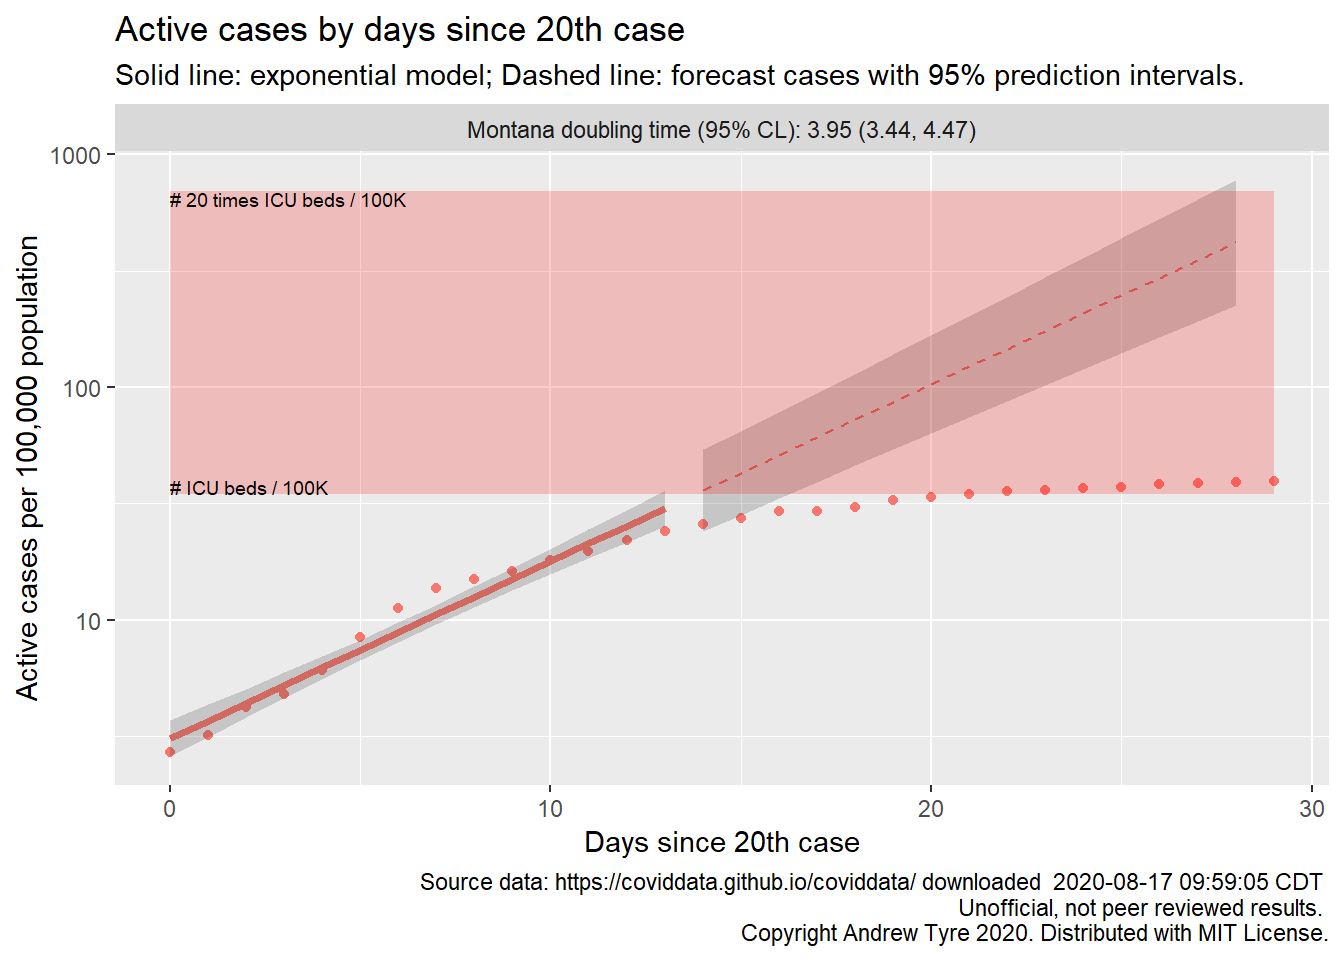 Active cases by days since 20th case
Solid line: exponential model; Dashed line: forecast cases with 95% prediction intervals.
Montana doubling time (95% CL): 3.95 (3.44, 4.47)
1000
# 20 times ICU beds / 100K
100
# ICU beds / 100K
10
Active cases per 100,000 population
0 10 20 30
Days since 20th case
Source data: https://coviddata.github.io/coviddata/ downloaded  2020-08-17 09:59:05 CDT
Unofficial, not peer reviewed results.
Copyright Andrew Tyre 2020. Distributed with MIT License.